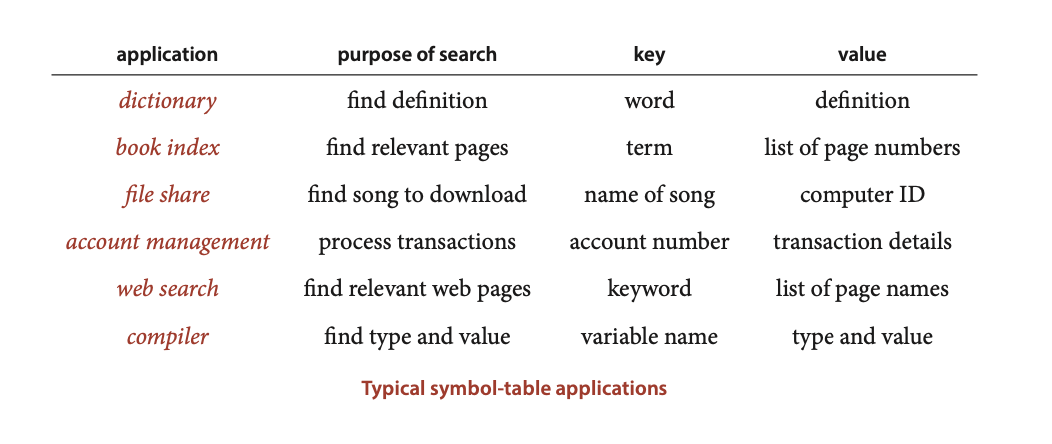 application purpose of search key value
dictionary find definition word definition
book index find relevant pages term list of page numbers
file share find song to download name of song computer ID
account management process transactions account number transaction details
web search find relevant web pages keyword list of page names
compiler find type and value variable name type and value
Typical symbol-table applications